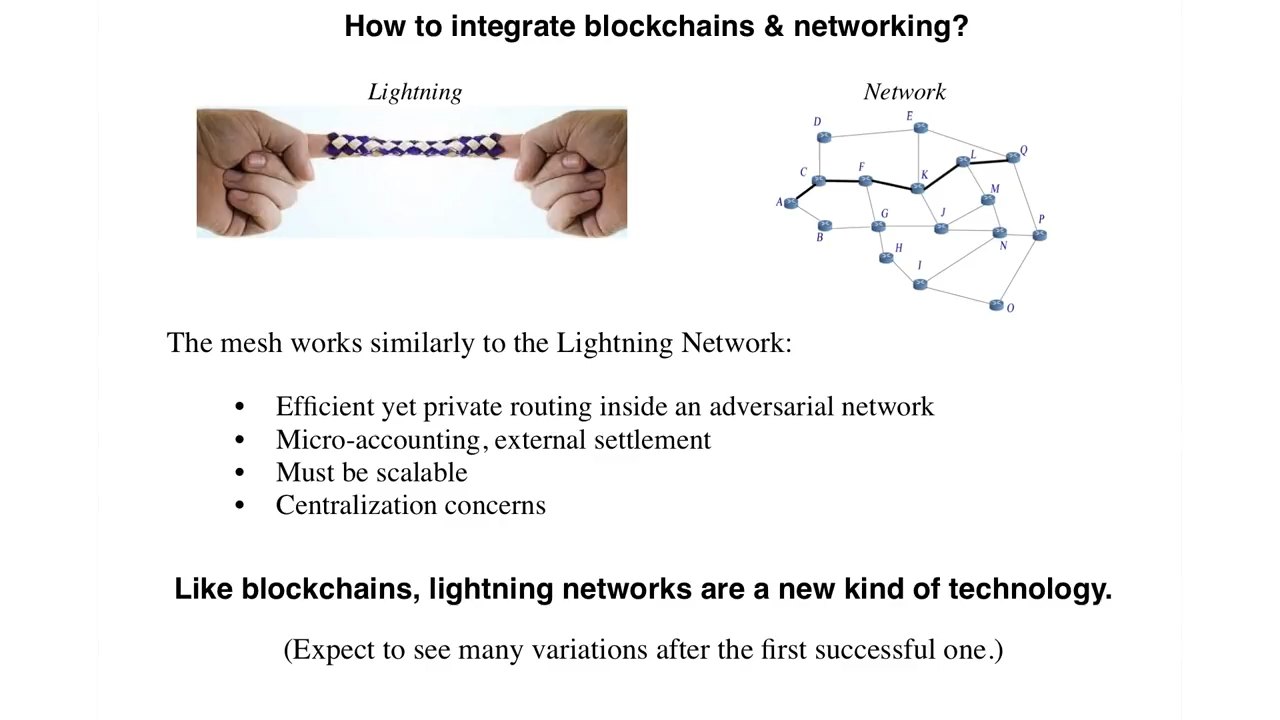 How to integrate blockchains & networking?
Lightning
Network
D
E
C
F
K
L
Q
A
M
B
G
J
P
H
N
I
O
The mesh works similarly to the Lightning Network:
• Efficient yet private routing inside an adversarial network
• Micro-accounting, external settlement
• Must be scalable
• Centralization concerns
Like blockchains, lightning networks are a new kind of technology.
(Expect to see many variations after the first successful one.)